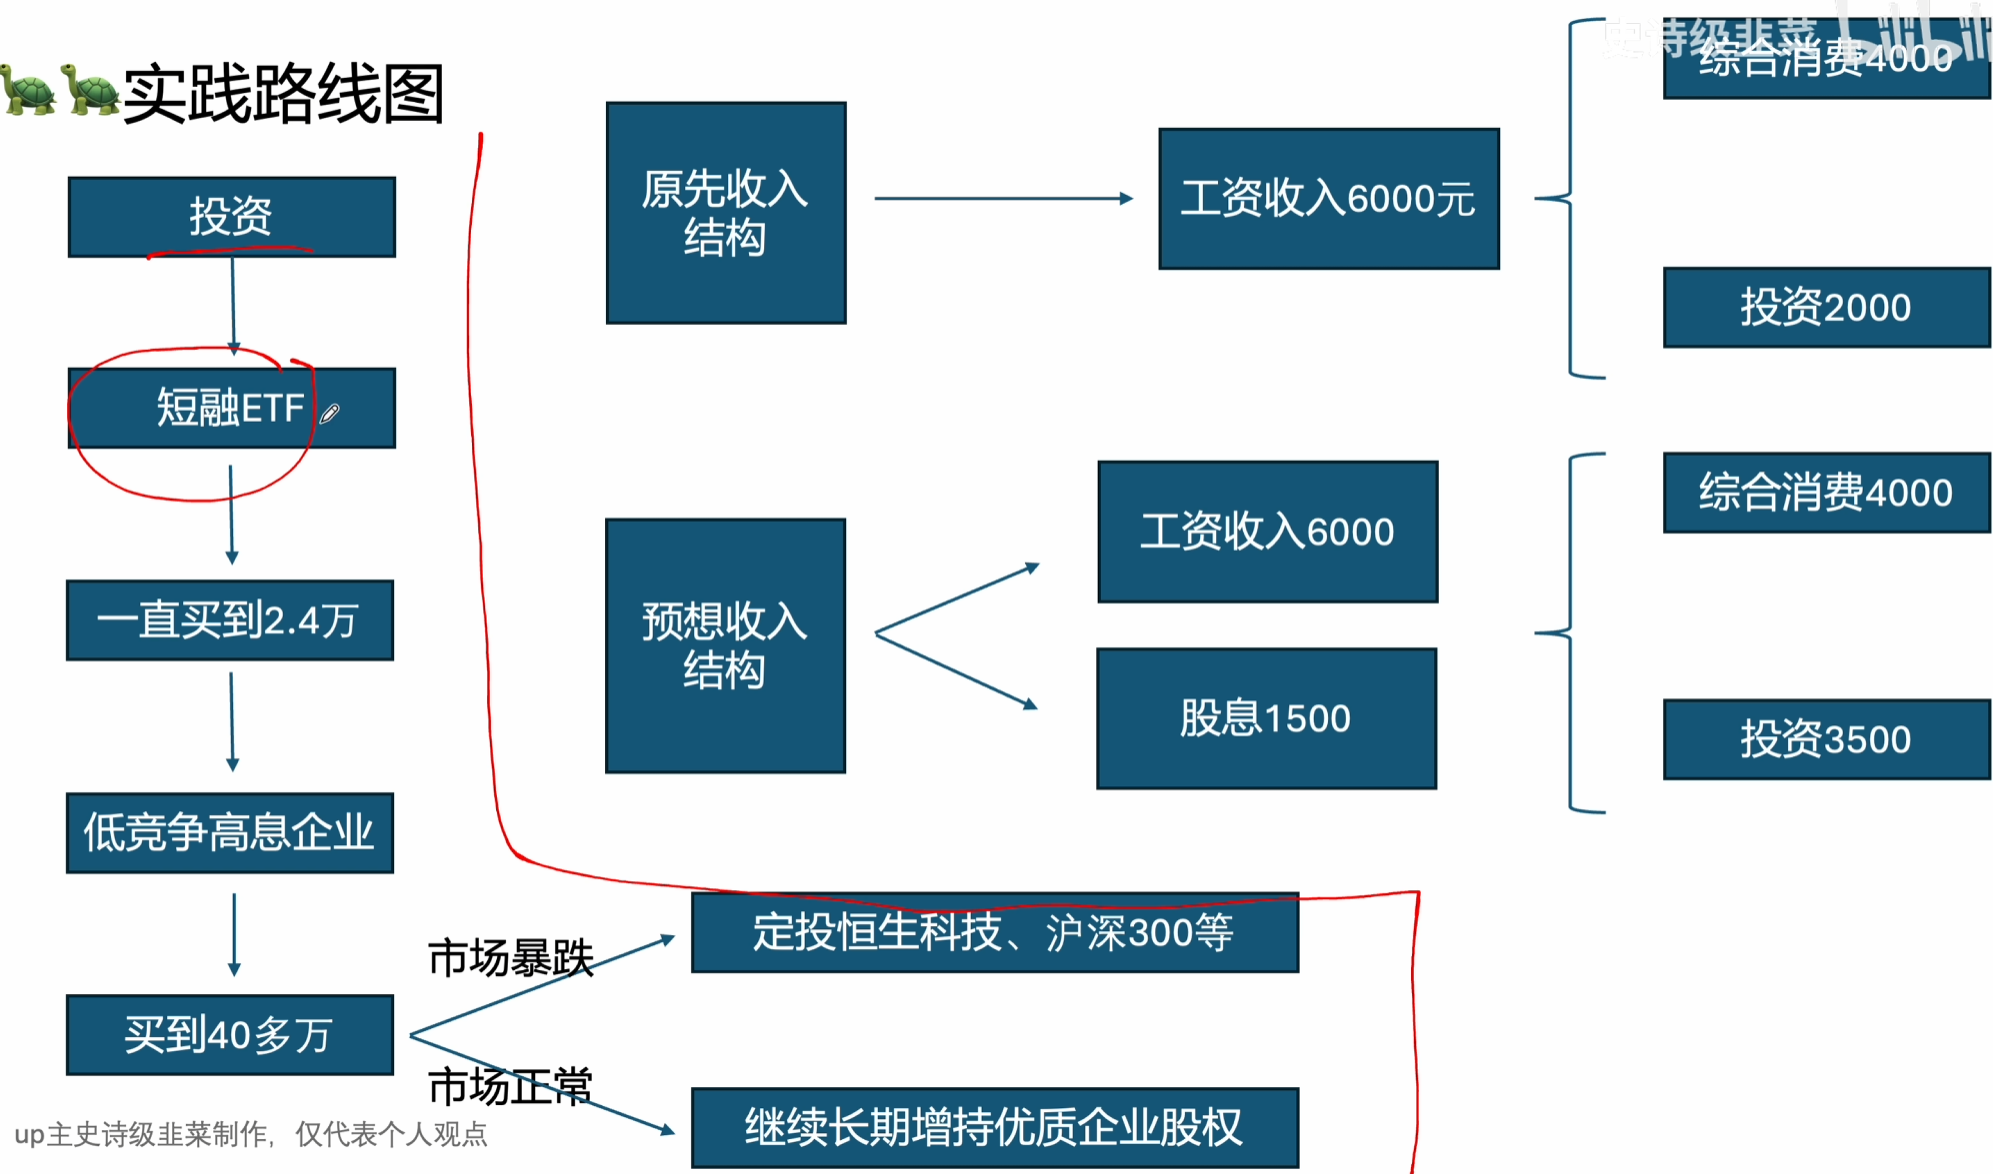 🐢🐢实践路线图
投资
短融ETF
一直买到2.4万
低竞争高息企业
买到40多万
市场暴跌
市场正常
定投恒生科技、沪深300等
继续长期增持优质企业股权
原先收入
结构
工资收入6000元
综合消费4000
投资2000
预想收入
结构
工资收入6000
股息1500
综合消费4000
投资3500
史诗级韭菜
bilibili
up主史诗级韭菜制作，仅代表个人观点